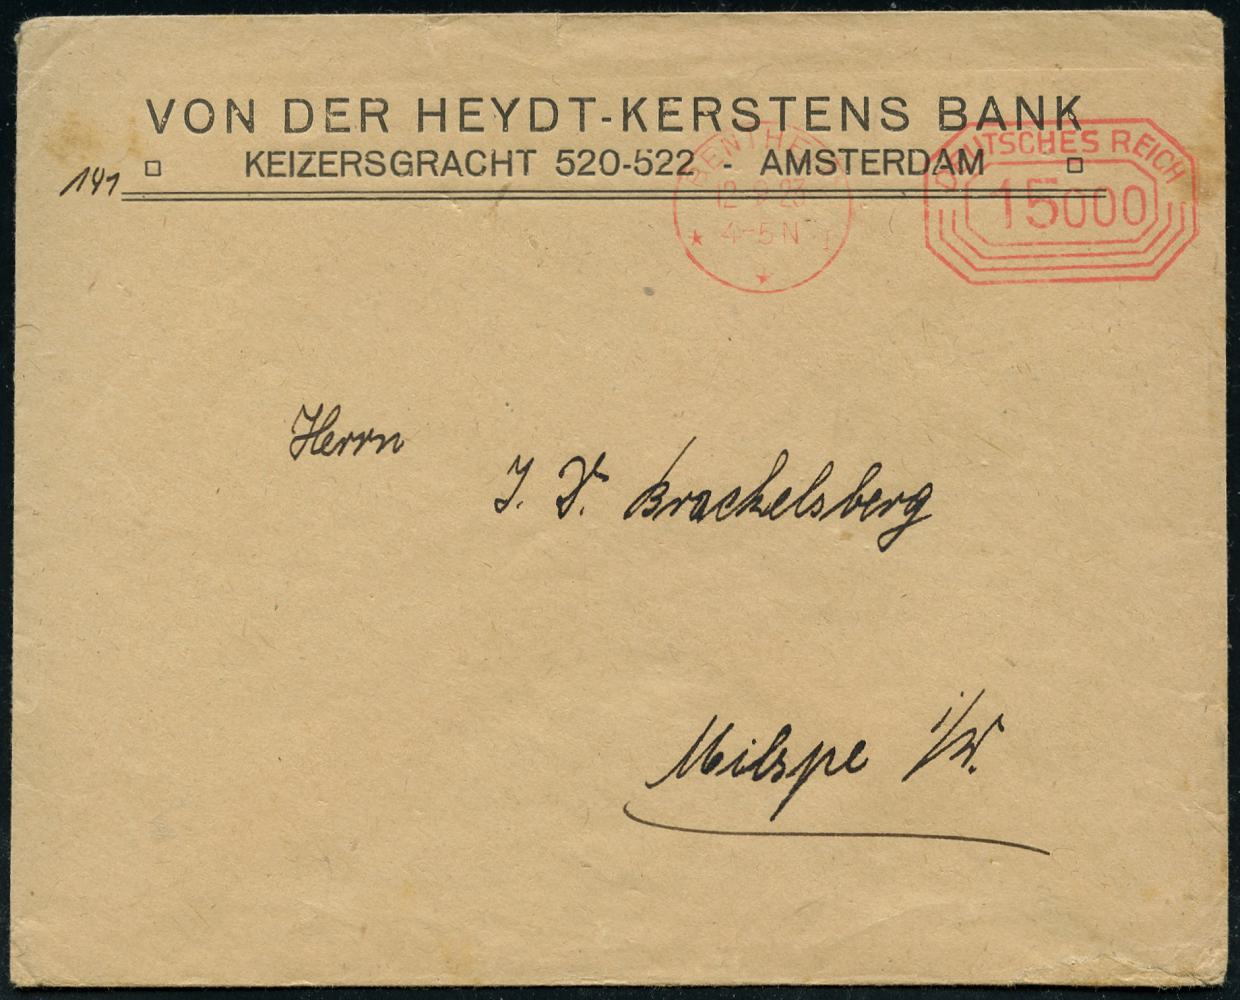 VON DER HEYDT-KERSTENS BANK
KEIZERSGRACHT 520-522 - AMSTERDAM
141
BENTHEIM
12 9 23
4-5 N
DEUTSCHES REICH
15000
Herrn
J. W. Brackelsberg
Milspe i/W.